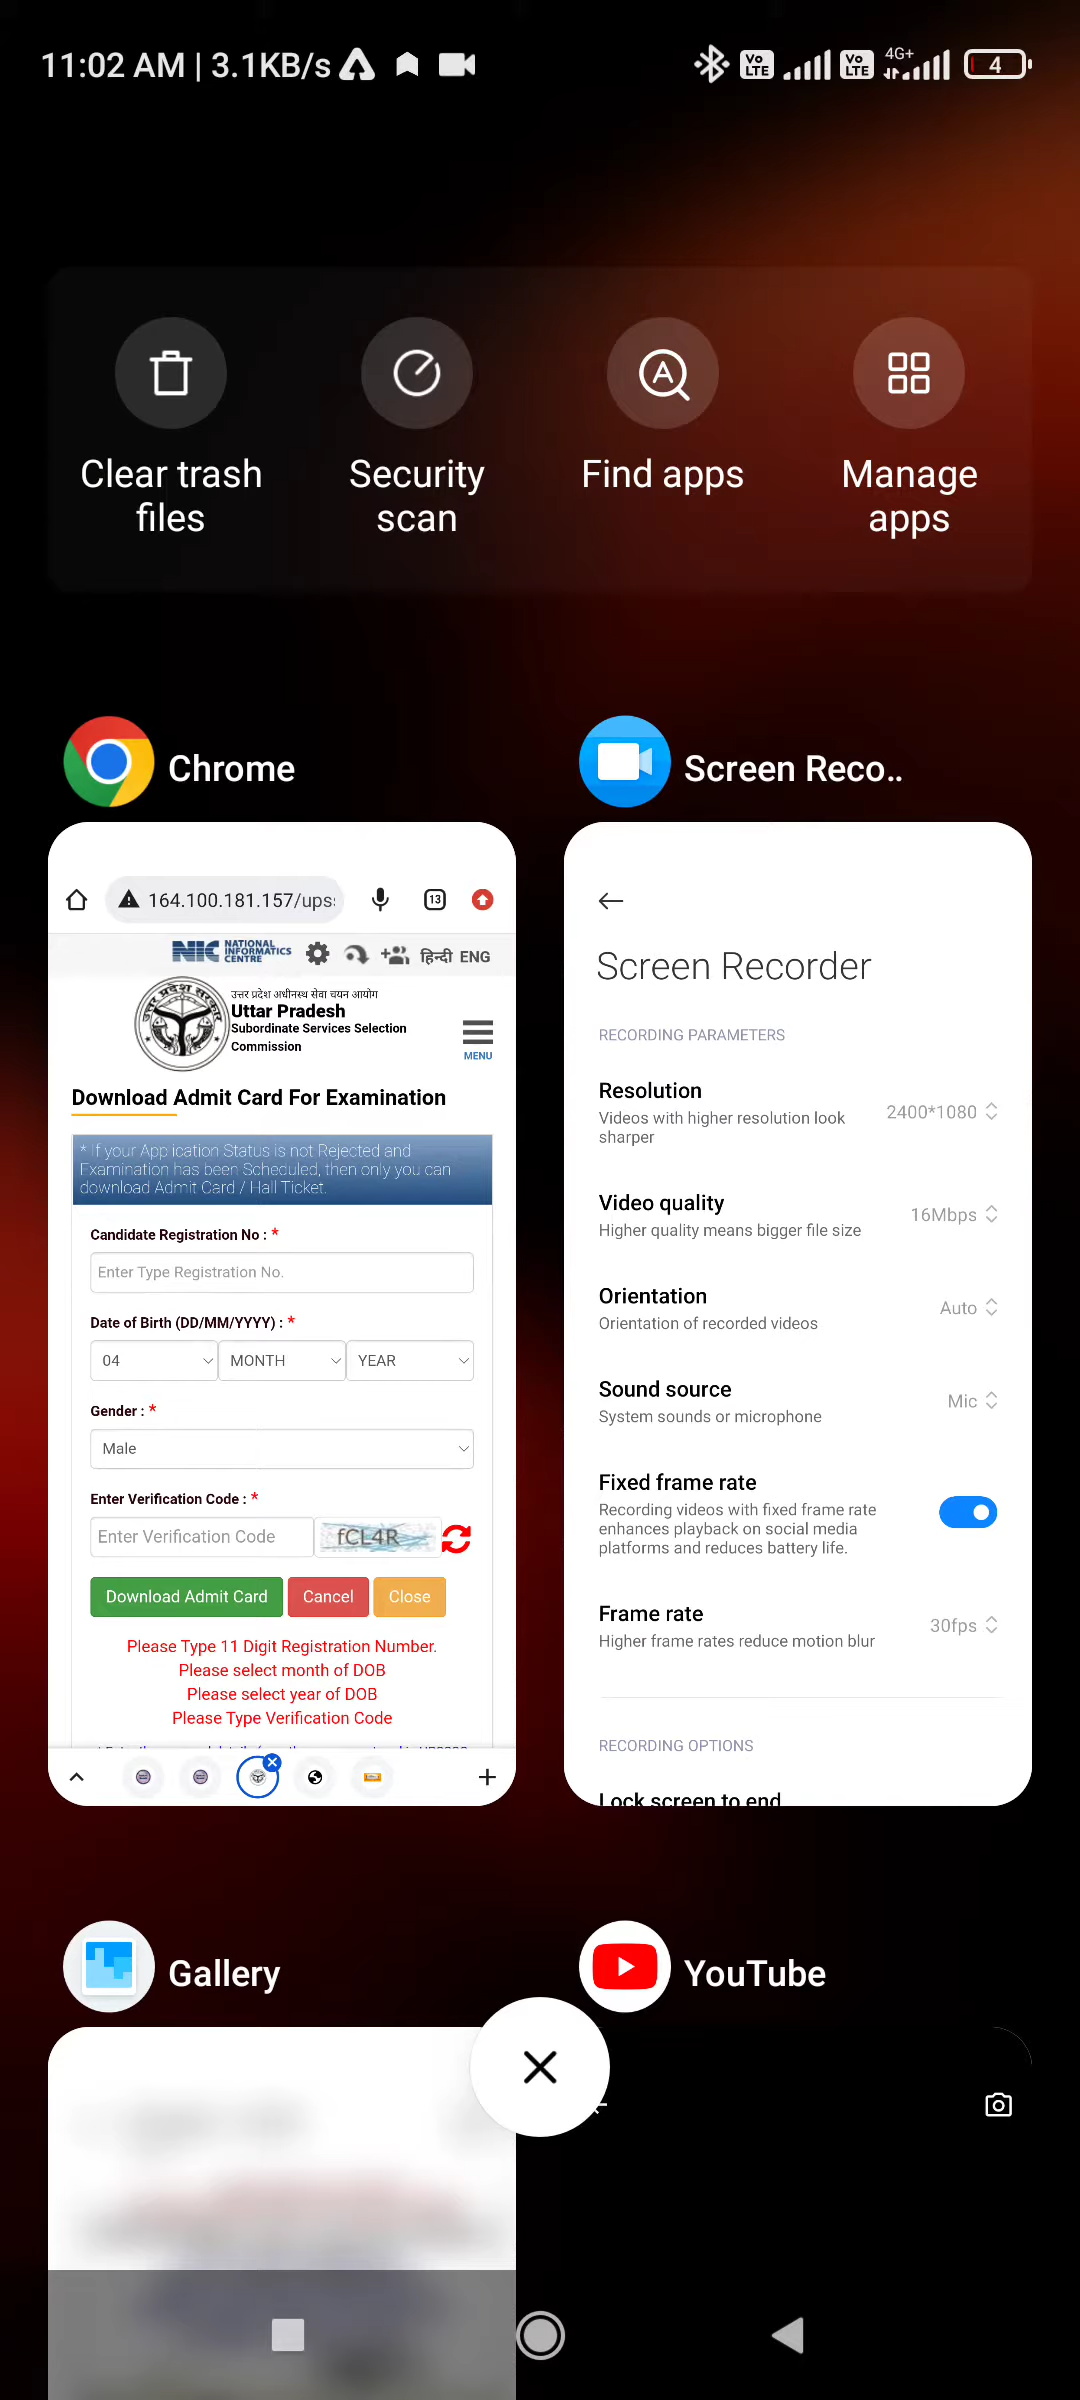 11:02 AM | 3.1KB/s
Vo LTE
Vo LTE
4G+
4
Clear trash files
Security scan
Find apps
Manage apps
Chrome
Screen Reco..
164.100.181.157/ups
13
NIC NATIONAL INFORMATICS CENTRE
हिन्दी ENG
उत्तर प्रदेश अधीनस्थ सेवा चयन आयोग
Uttar Pradesh
Subordinate Services Selection
Commission
MENU
Download Admit Card For Examination
* If your Application Status is not Rejected and
Examination has been Scheduled, then only you can
download Admit Card / Hall Ticket.
Candidate Registration No : *
Enter Type Registration No.
Date of Birth (DD/MM/YYYY) : *
04 MONTH YEAR
Gender : *
Male
Enter Verification Code : *
Enter Verification Code fCL4R
Download Admit Card Cancel Close
Please Type 11 Digit Registration Number.
Please select month of DOB
Please select year of DOB
Please Type Verification Code
Screen Recorder
RECORDING PARAMETERS
Resolution
Videos with higher resolution look
sharper
2400*1080
Video quality
Higher quality means bigger file size
16Mbps
Orientation
Orientation of recorded videos
Auto
Sound source
System sounds or microphone
Mic
Fixed frame rate
Recording videos with fixed frame rate
enhances playback on social media
platforms and reduces battery life.
Frame rate
Higher frame rates reduce motion blur
30fps
RECORDING OPTIONS
Lock screen to end
Gallery
YouTube